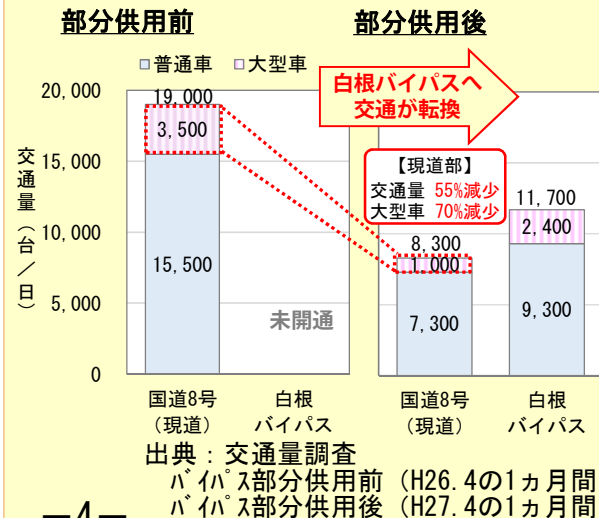 部分供用前
部分供用後
普通車 大型車
白根バイパスへ
交通が転換
交通量（台／日）
20,000
15,000
10,000
5,000
0
19,000
3,500
15,500
未開通
【現道部】
交通量 55%減少
大型車 70%減少
8,300
1,000
7,300
11,700
2,400
9,300
国道8号
（現道）
白根
バイパス
国道8号
（現道）
白根
バイパス
出典：交通量調査
ﾊﾞｲﾊﾟｽ部分供用前（H26.4の1ヵ月間
ﾊﾞｲﾊﾟｽ部分供用後（H27.4の1ヵ月間
－4－